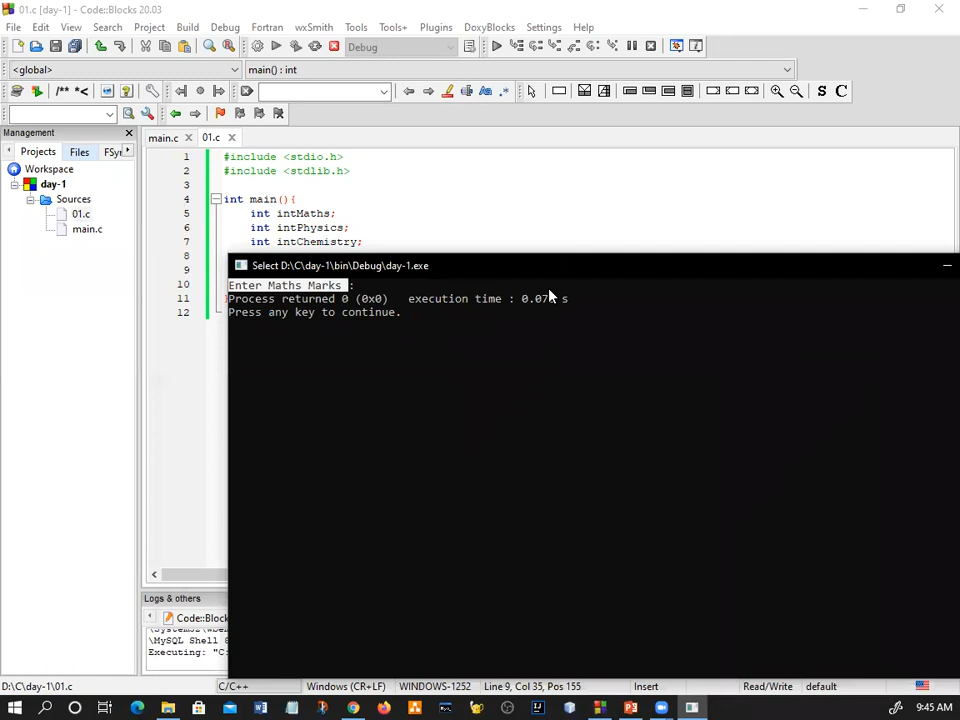 01.c [day-1] - Code::Blocks 20.03
File Edit View Search Project Build Debug Fortran wxSmith Tools Tools+ Plugins DoxyBlocks Settings Help
Debug
<global>
main() : int
/** *<
Aa .*
S C
Management
main.c
01.c
Projects Files FSy
Workspace
day-1
Sources
01.c
main.c
1 #include <stdio.h>
2 #include <stdlib.h>
3
4 int main(){
5 int intMaths;
6 int intPhysics;
7 int intChemistry;
8
9
10
11
12
Select D:\C\day-1\bin\Debug\day-1.exe
Enter Maths Marks :
Process returned 0 (0x0) execution time : s
Press any key to continue.
Logs & others
Code::Block
\MySQL Shell
Executing: "C:
D:\C\day-1\01.c C/C++ Windows (CR+LF) WINDOWS-1252 Line 9, Col 35, Pos 155 Insert Read/Write default
9:45 AM